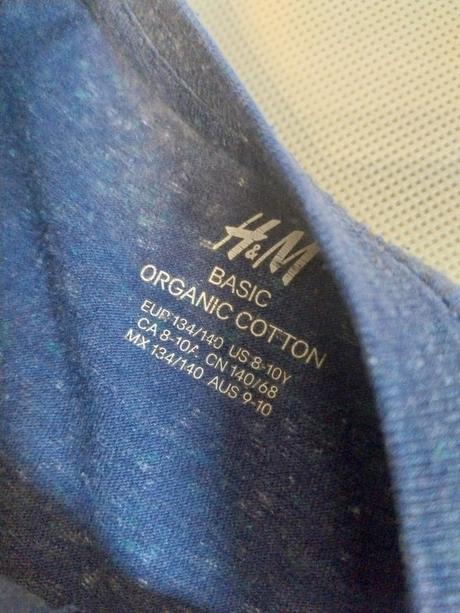 H&M
BASIC
ORGANIC COTTON
EUR 134/140 US 8-10Y
CA 8-10A CN 140/68
MX 134/140 AUS 9-10